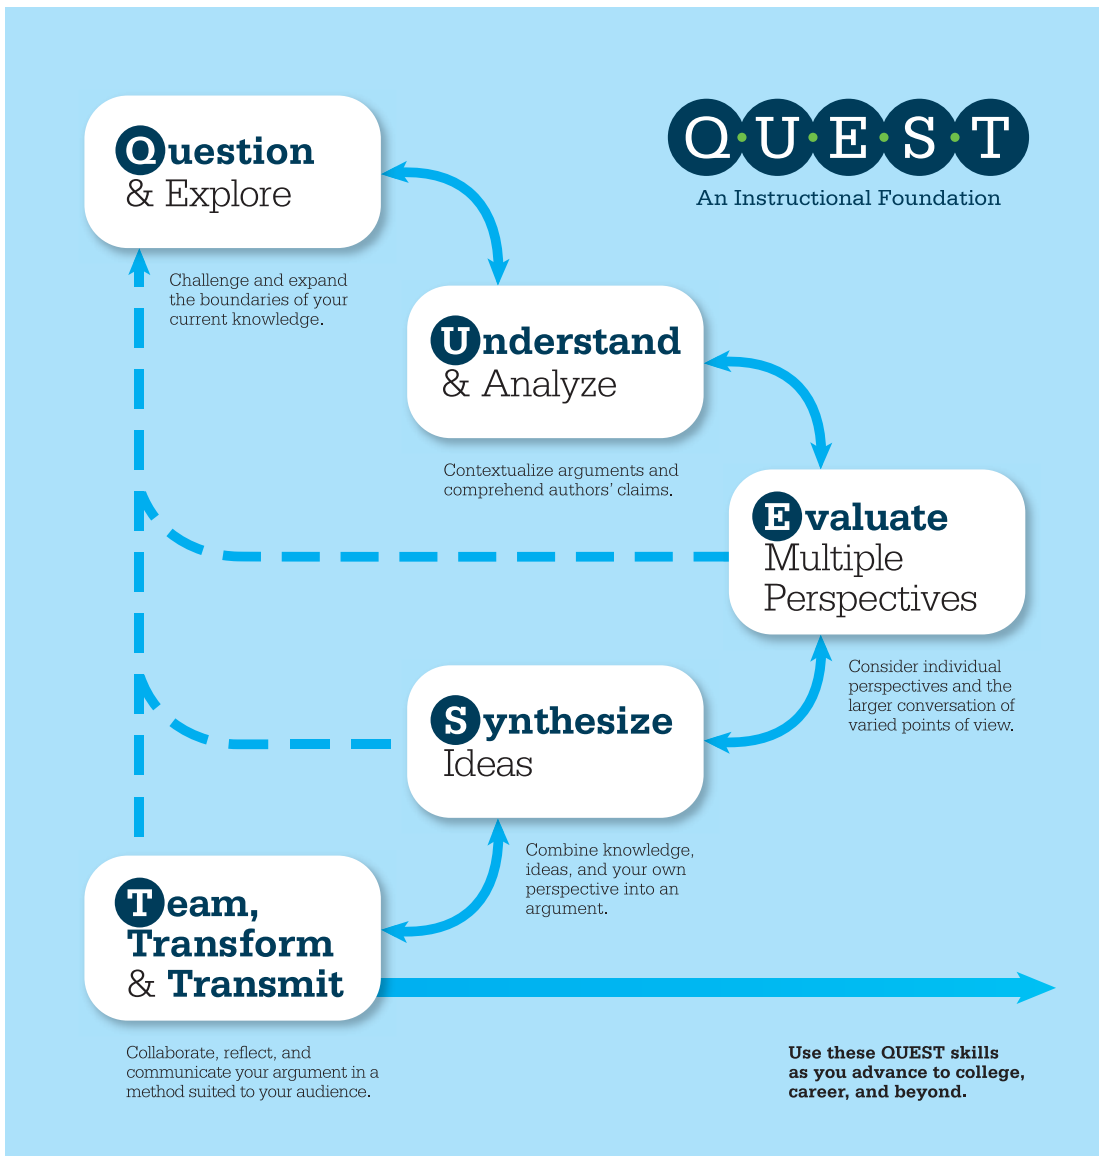 Q·U·E·S·T
An Instructional Foundation
Question
& Explore
Challenge and expand
the boundaries of your
current knowledge.
Understand
& Analyze
Contextualize arguments and
comprehend authors’ claims.
Evaluate
Multiple
Perspectives
Consider individual
perspectives and the
larger conversation of
varied points of view.
Synthesize
Ideas
Combine knowledge,
ideas, and your own
perspective into an
argument.
Team,
Transform
& Transmit
Collaborate, reflect, and
communicate your argument in a
method suited to your audience.
Use these QUEST skills
as you advance to college,
career, and beyond.